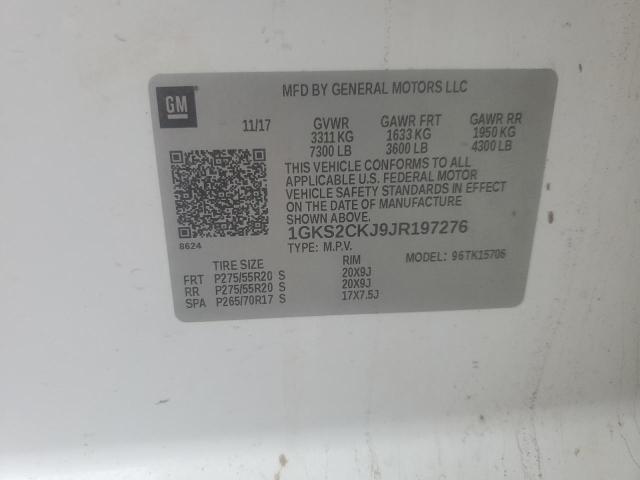 GM
MFD BY GENERAL MOTORS LLC
11/17 GVWR GAWR FRT GAWR RR
3311 KG 1633 KG 1950 KG
7300 LB 3600 LB 4300 LB
THIS VEHICLE CONFORMS TO ALL
APPLICABLE U.S. FEDERAL MOTOR
VEHICLE SAFETY STANDARDS IN EFFECT
ON THE DATE OF MANUFACTURE
SHOWN ABOVE.
8624
1GKS2CKJ9JR197276
TYPE: M.P.V. MODEL: 96TK15706
TIRE SIZE RIM
FRT P275/55R20 S 20X9J
RR P275/55R20 S 20X9J
SPA P265/70R17 S 17X7.5J